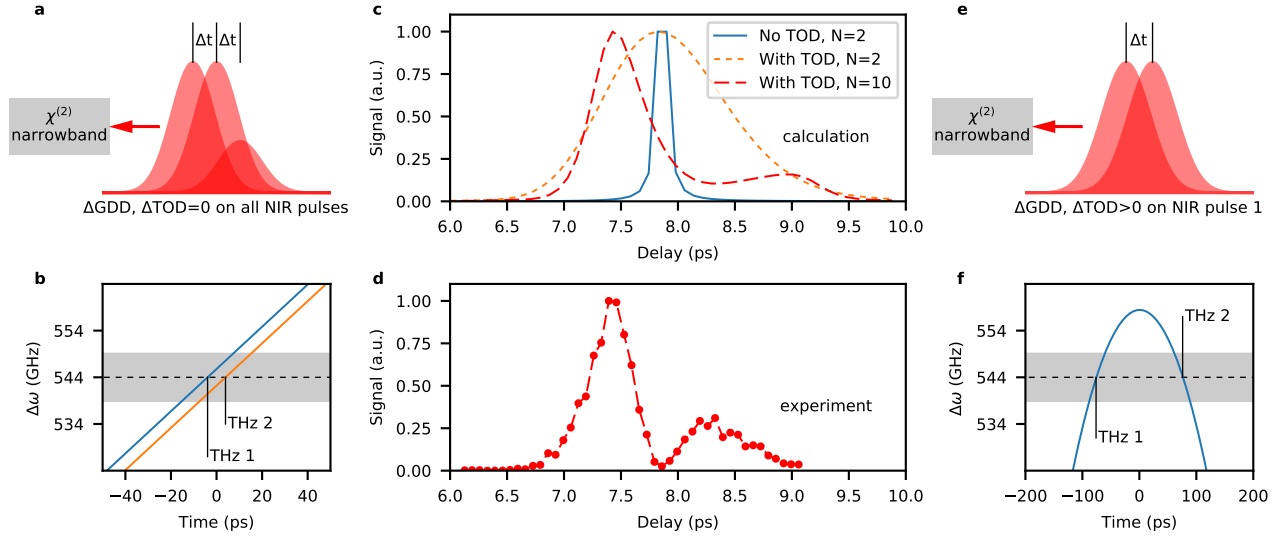 a
Δt Δt
χ(2)
narrowband
ΔGDD, ΔTOD=0 on all NIR pulses
b
554
544
534
Δω (GHz)
THz 2
THz 1
−40 −20 0 20 40
Time (ps)
c
1.00
0.75
0.50
0.25
0.00
Signal (a.u.)
No TOD, N=2
With TOD, N=2
With TOD, N=10
calculation
6.0 6.5 7.0 7.5 8.0 8.5 9.0 9.5 10.0
Delay (ps)
d
1.00
0.75
0.50
0.25
0.00
Signal (a.u.)
experiment
6.0 6.5 7.0 7.5 8.0 8.5 9.0 9.5 10.0
Delay (ps)
e
Δt
χ(2)
narrowband
ΔGDD, ΔTOD>0 on NIR pulse 1
f
554
544
534
Δω (GHz)
THz 2
THz 1
−200 −100 0 100 200
Time (ps)